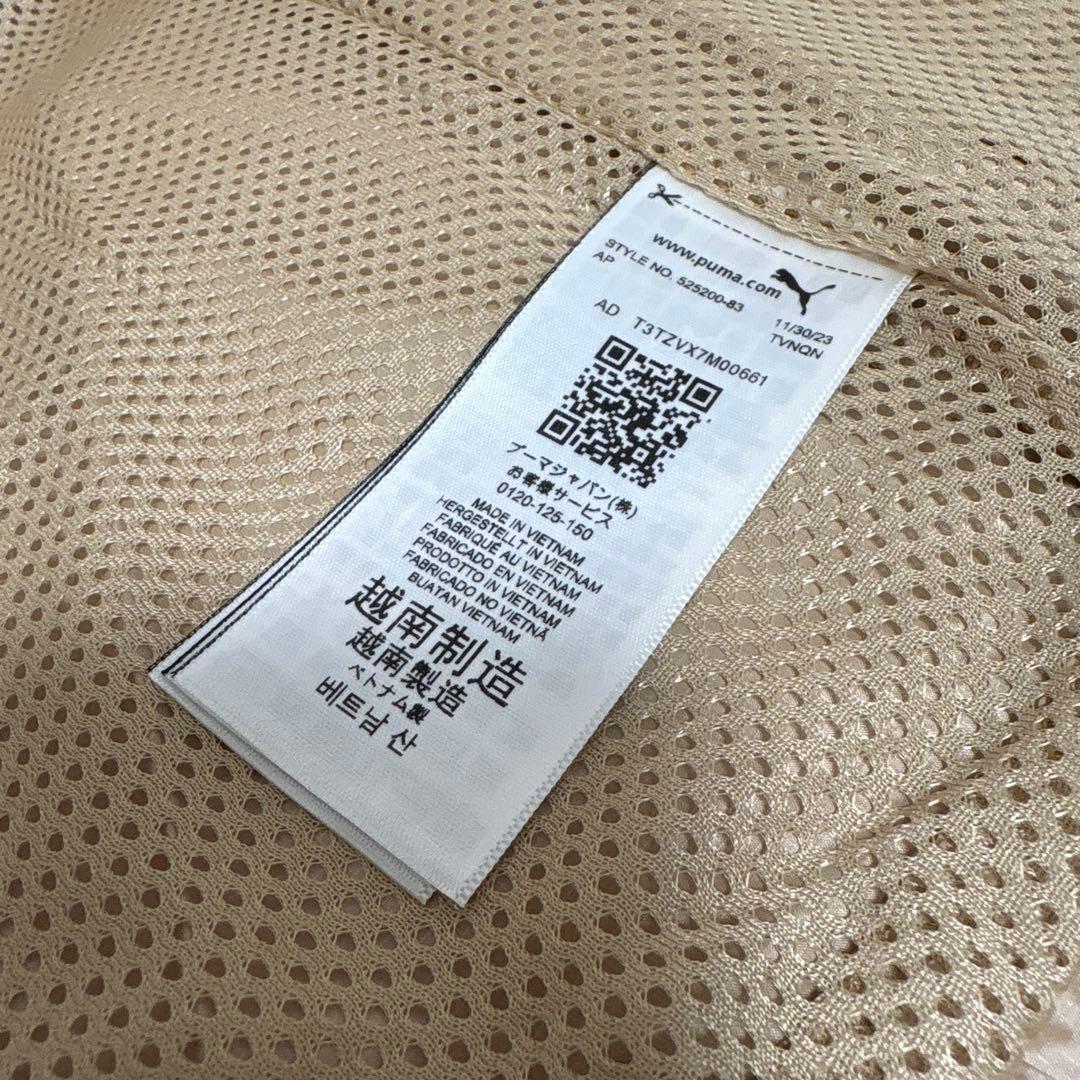 www.puma.com
STYLE NO. 525200-83 11/30/23
AP TVNQN
AD T3TZVX7M00661
プーマジャパン(株)
お客様サービス
0120-125-150
MADE IN VIETNAM
HERGESTELLT IN VIETNAM
FABRIQUÉ AU VIETNAM
FABRICADO EN VIETNAM
PRODOTTO IN VIETNAM
FABRICADO NO VIETNÃ
BUATAN VIETNAM
越南制造
越南製造
ベトナム製
베트남 산